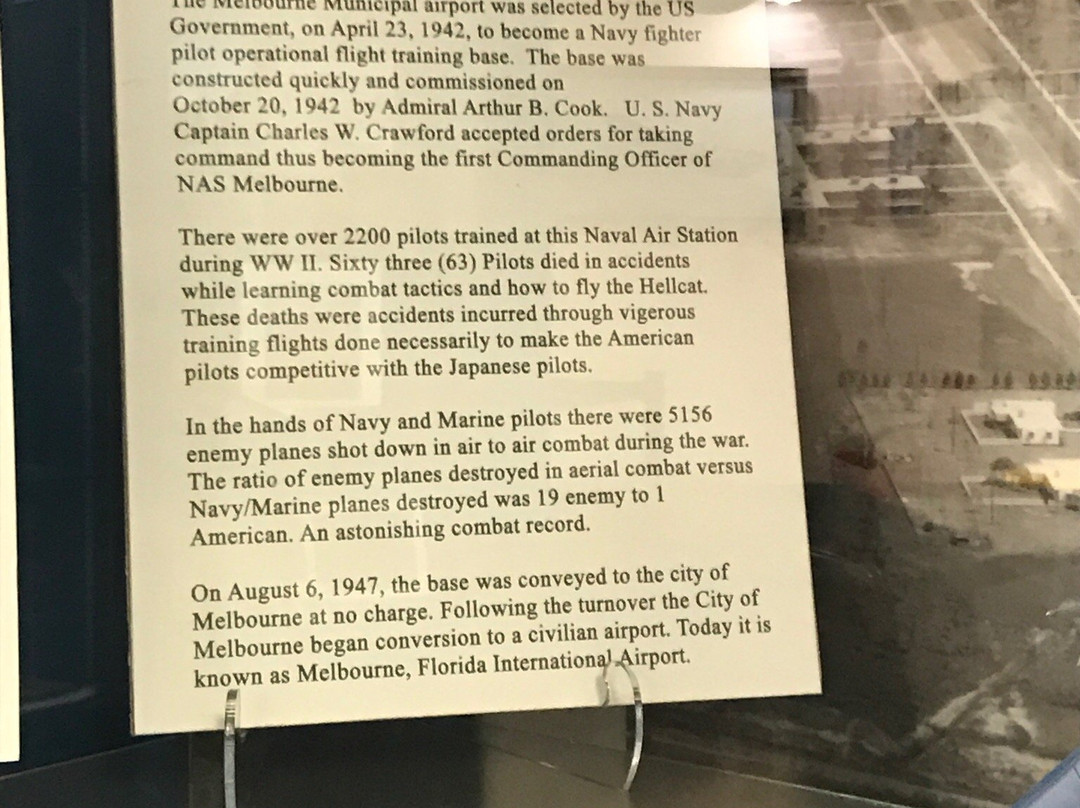 The Melbourne Municipal airport was selected by the US
Government, on April 23, 1942, to become a Navy fighter
pilot operational flight training base. The base was
constructed quickly and commissioned on
October 20, 1942 by Admiral Arthur B. Cook. U. S. Navy
Captain Charles W. Crawford accepted orders for taking
command thus becoming the first Commanding Officer of
NAS Melbourne.
There were over 2200 pilots trained at this Naval Air Station
during WW II. Sixty three (63) Pilots died in accidents
while learning combat tactics and how to fly the Hellcat.
These deaths were accidents incurred through vigerous
training flights done necessarily to make the American
pilots competitive with the Japanese pilots.
In the hands of Navy and Marine pilots there were 5156
enemy planes shot down in air to air combat during the war.
The ratio of enemy planes destroyed in aerial combat versus
Navy/Marine planes destroyed was 19 enemy to 1
American. An astonishing combat record.
On August 6, 1947, the base was conveyed to the city of
Melbourne at no charge. Following the turnover the City of
Melbourne began conversion to a civilian airport. Today it is
known as Melbourne, Florida International Airport.